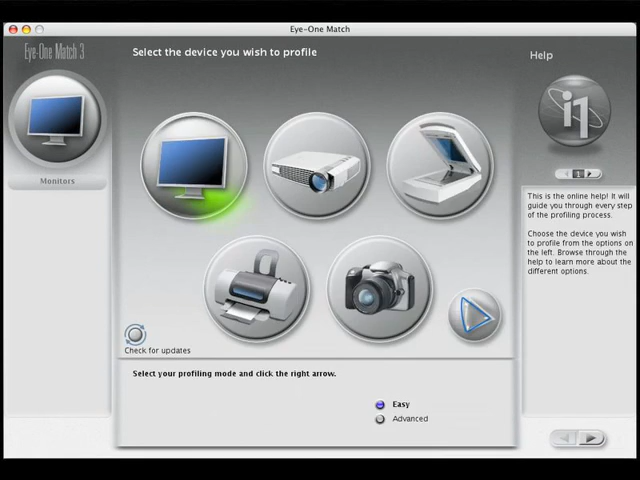 Eye-One Match
Eye-One Match 3
Select the device you wish to profile
Help
i1
1
Monitors
This is the online help! It will
guide you through every step
of the profiling process.
Choose the device you wish
to profile from the options on
the left. Browse through the
help to learn more about the
different options.
Check for updates
Select your profiling mode and click the right arrow.
Easy
Advanced